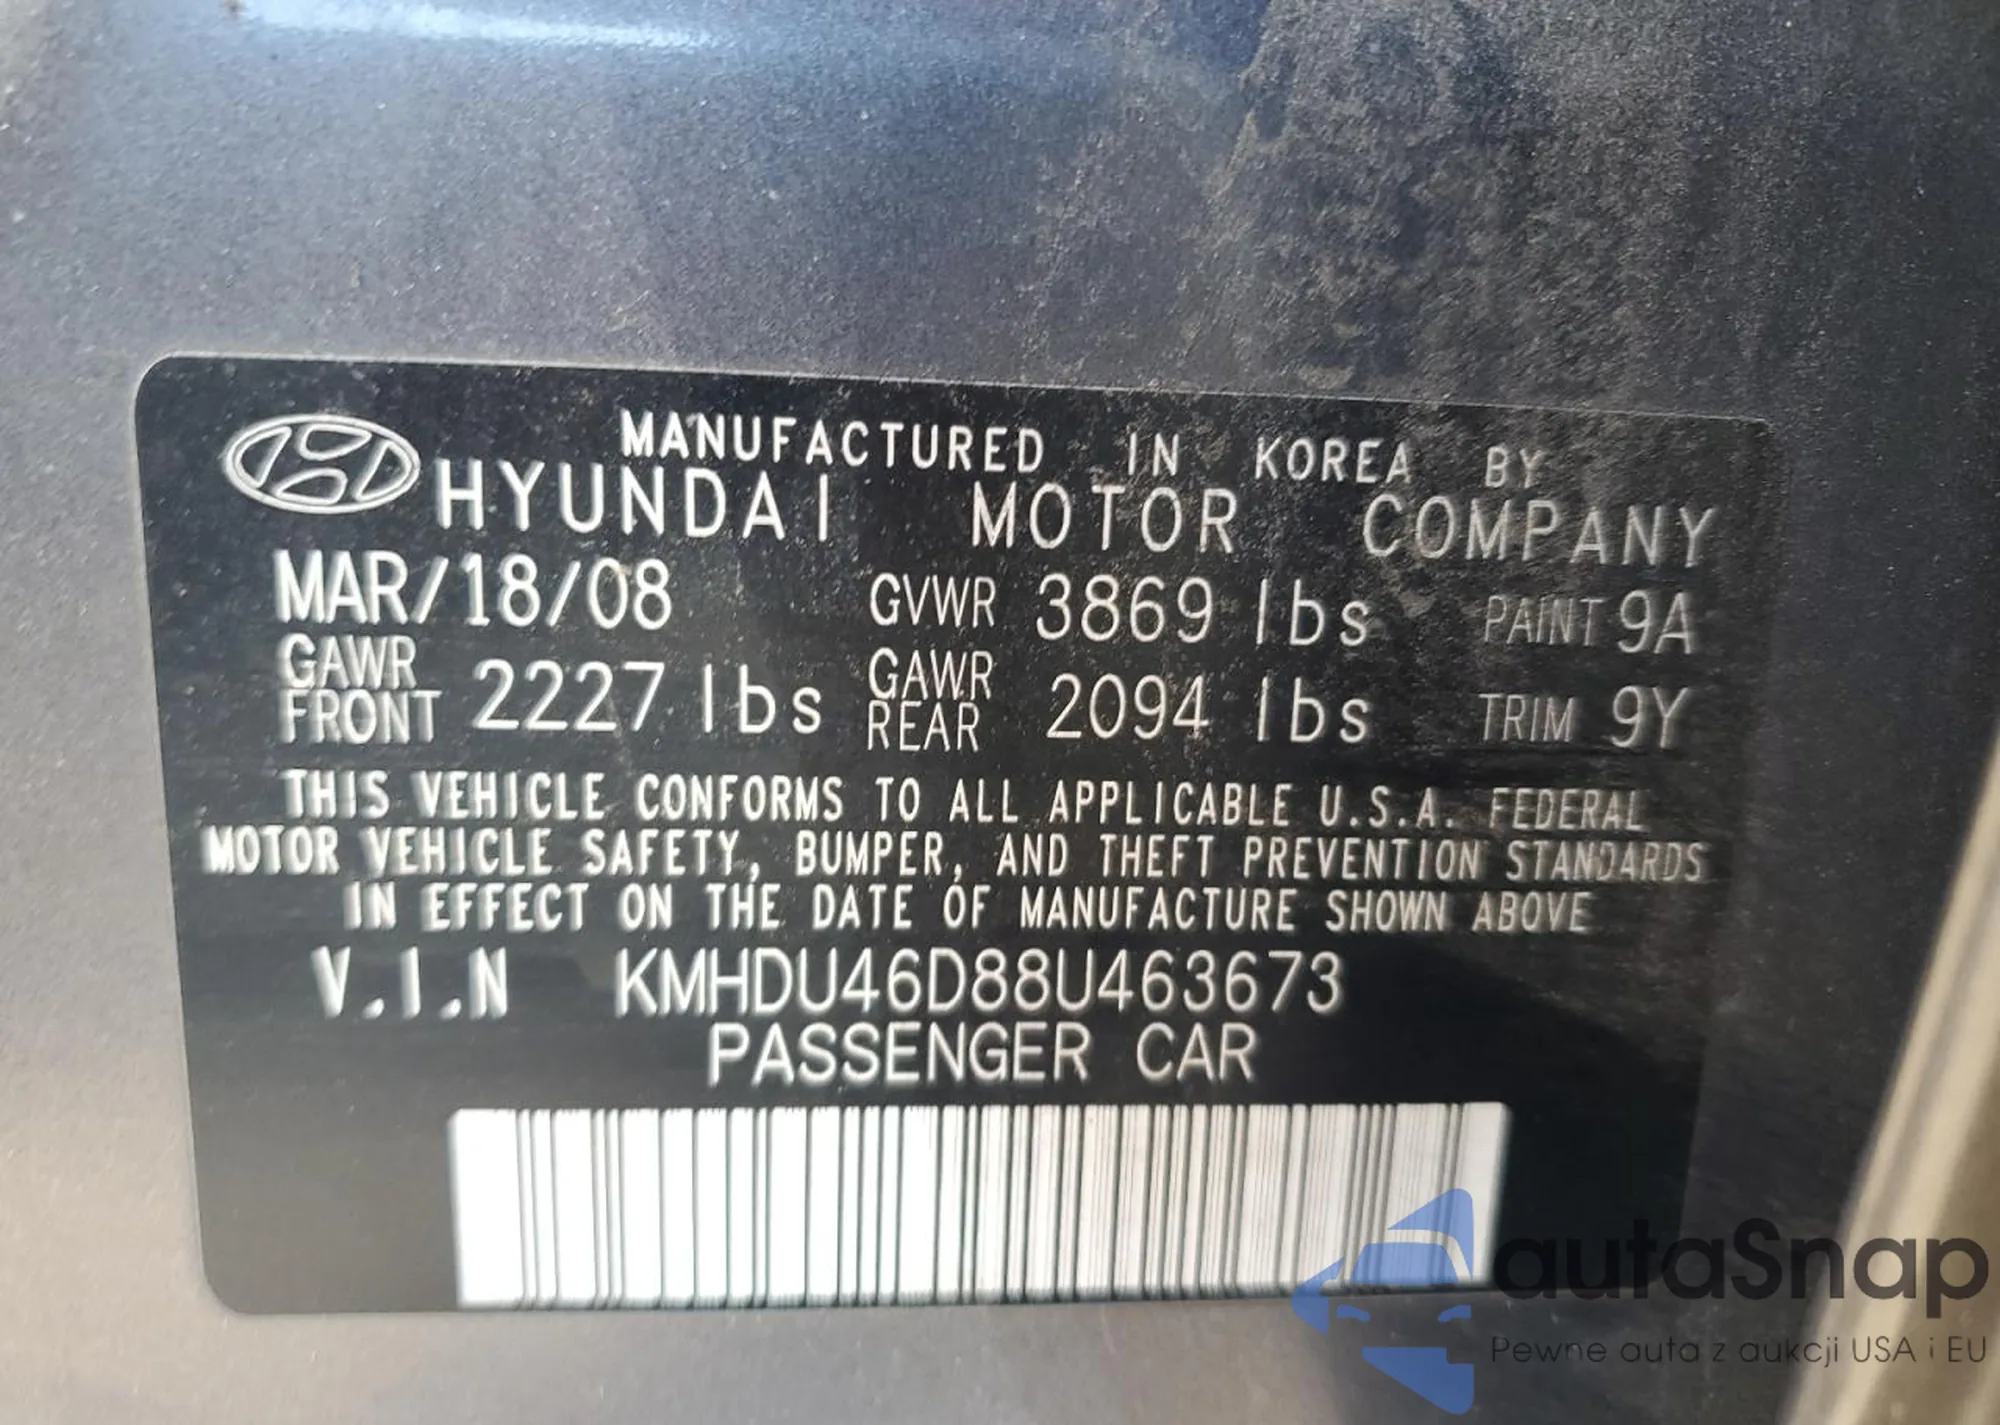 MANUFACTURED IN KOREA BY
HYUNDAI MOTOR COMPANY
MAR/18/08 GVWR 3869 lbs PAINT 9A
GAWR FRONT 2227 lbs GAWR REAR 2094 lbs TRIM 9Y
THIS VEHICLE CONFORMS TO ALL APPLICABLE U.S.A. FEDERAL
MOTOR VEHICLE SAFETY, BUMPER, AND THEFT PREVENTION STANDARDS
IN EFFECT ON THE DATE OF MANUFACTURE SHOWN ABOVE
V.I.N KMHDU46D88U463673
PASSENGER CAR
autaSnap
Pewne auta z aukcji USA i EU